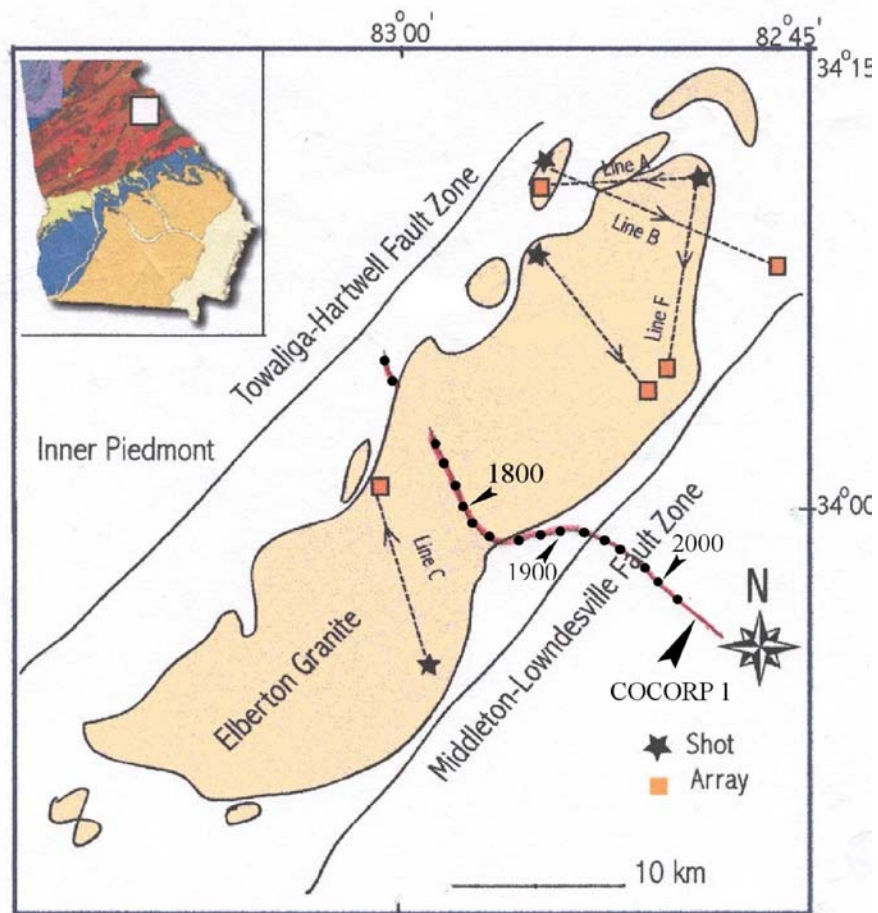 83°00'
82°45'
34°15'
Line A
Towaliga-Hartwell Fault Zone
Line B
Line F
Inner Piedmont
1800
34°00
Line C
1900
2000
N
Middleton-Lowndesville Fault Zone
Elberton Granite
COCORP 1
Shot
Array
10 km